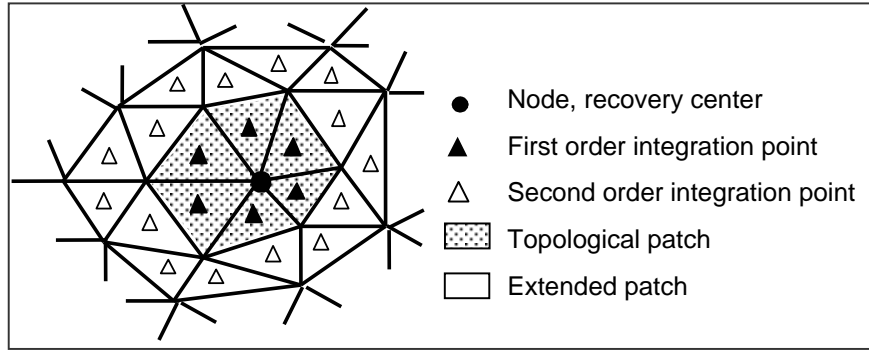 Node, recovery center
First order integration point
Second order integration point
Topological patch
Extended patch